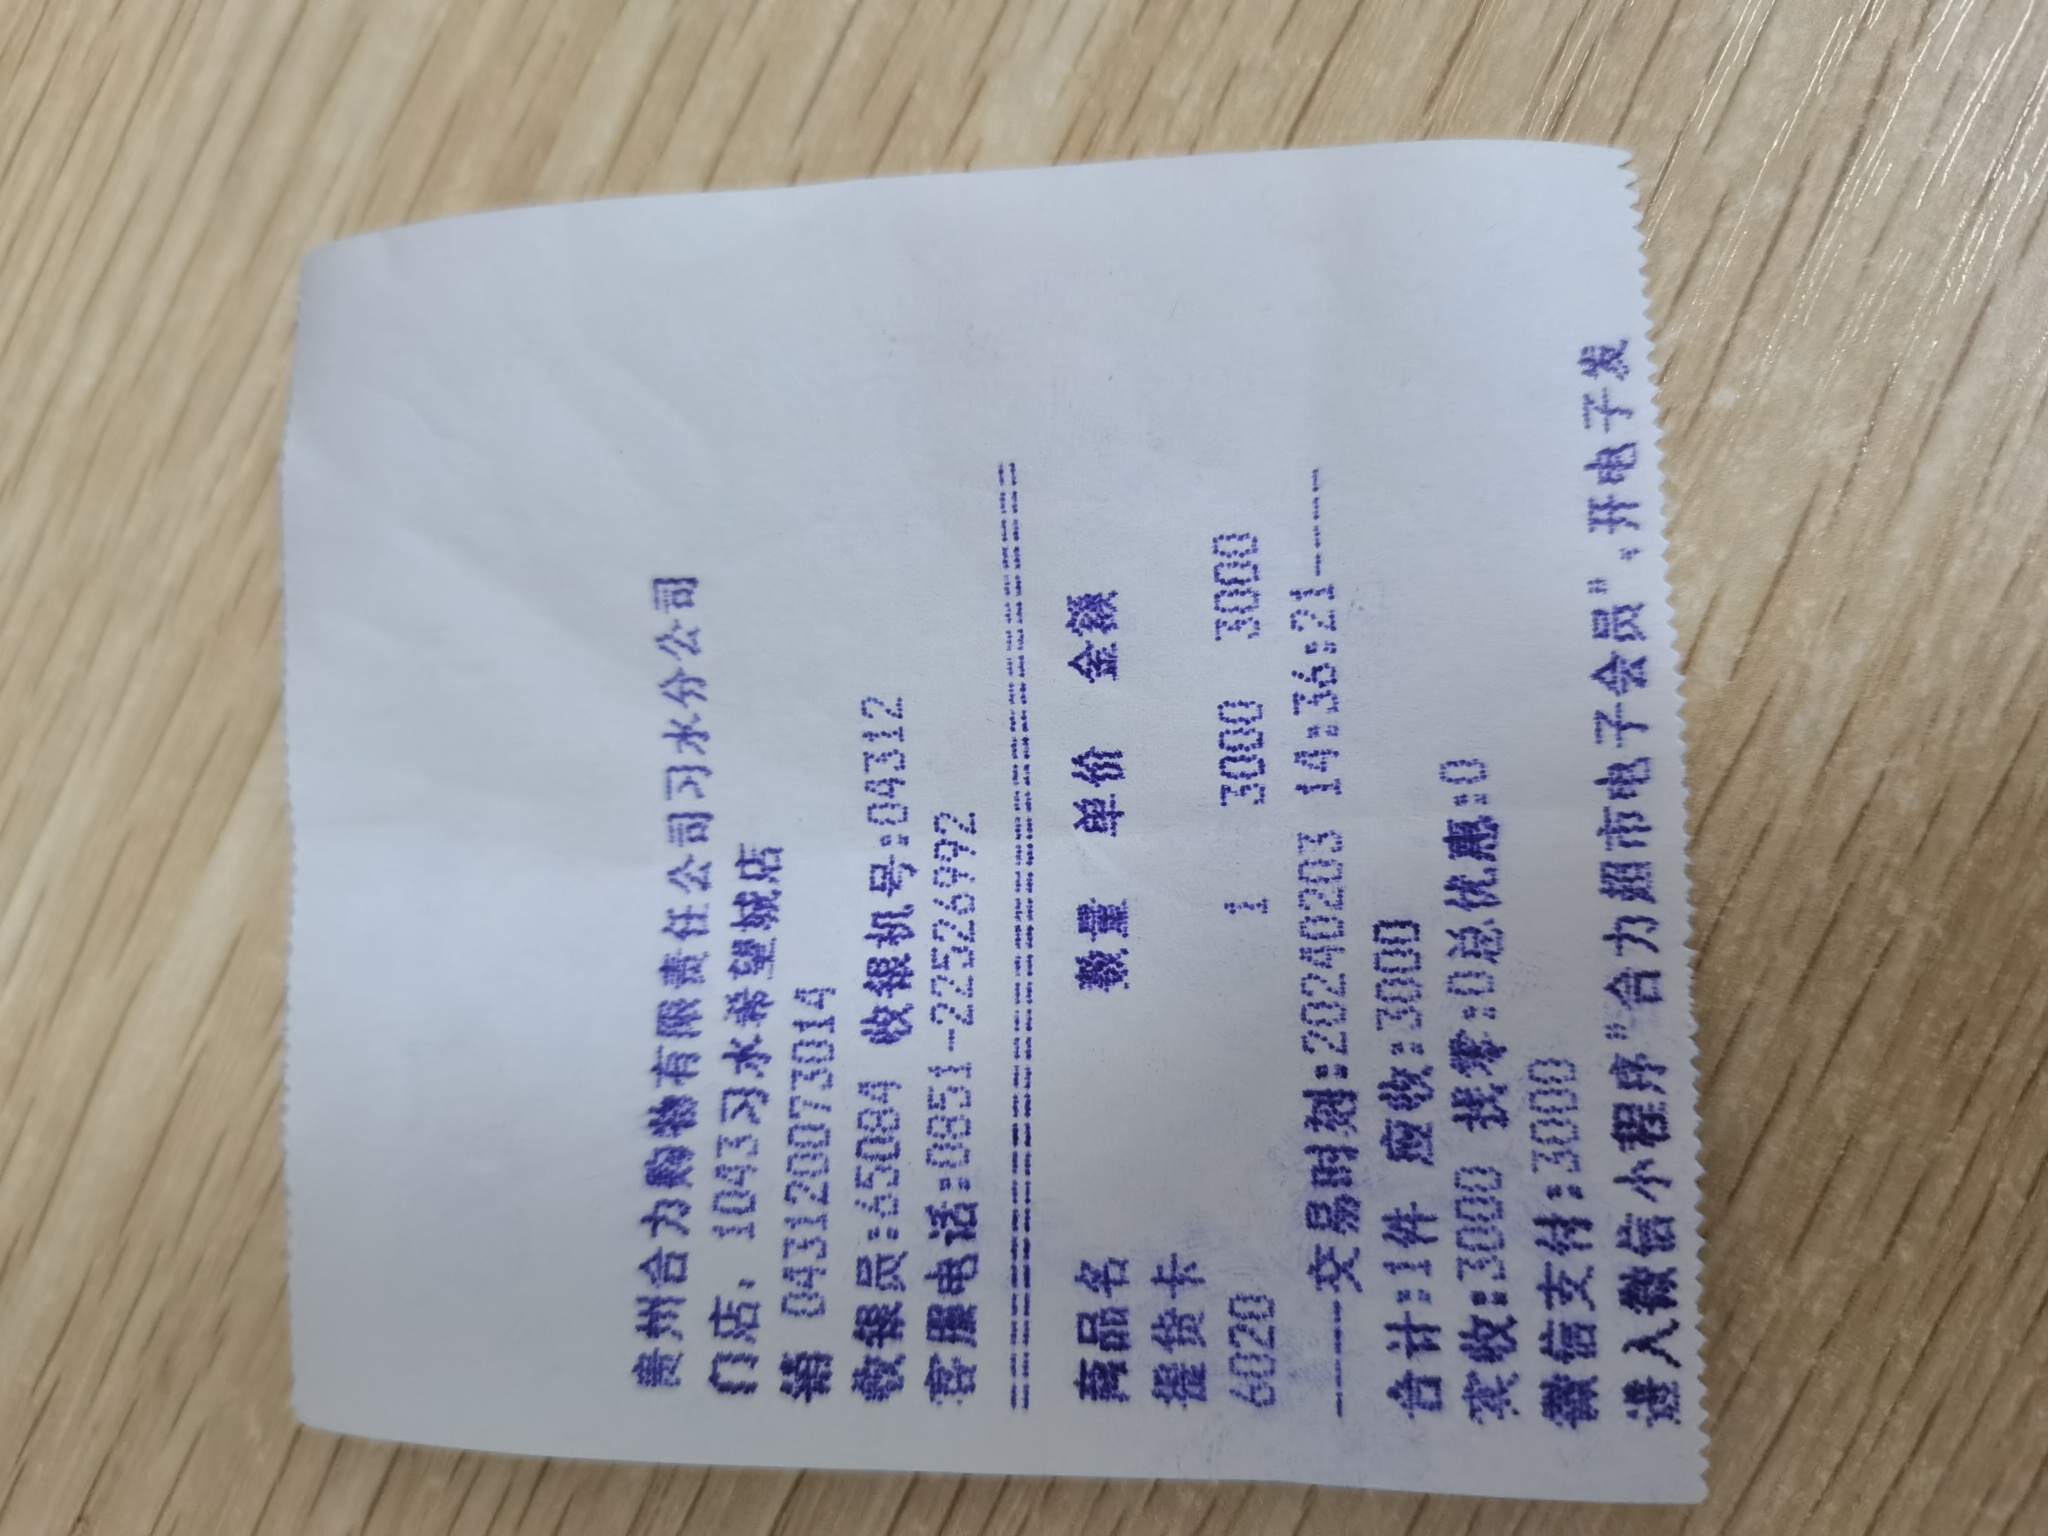 贵州合力购物有限责任公司习水分公司
门店: 1043习水希望城店
销 043120073014
收银员:65084 收银机号:04312
客服电话:0851-22526992
================================
商品名 数量 单价 金额
提货卡
6020 1 3000 3000
------交易时刻:20240203 14:36:21------
合计:1件 应收:3000
实收:3000 找零:0总优惠:0
微信支付:3000
进入微信小程序"合力超市电子会员",开电子发